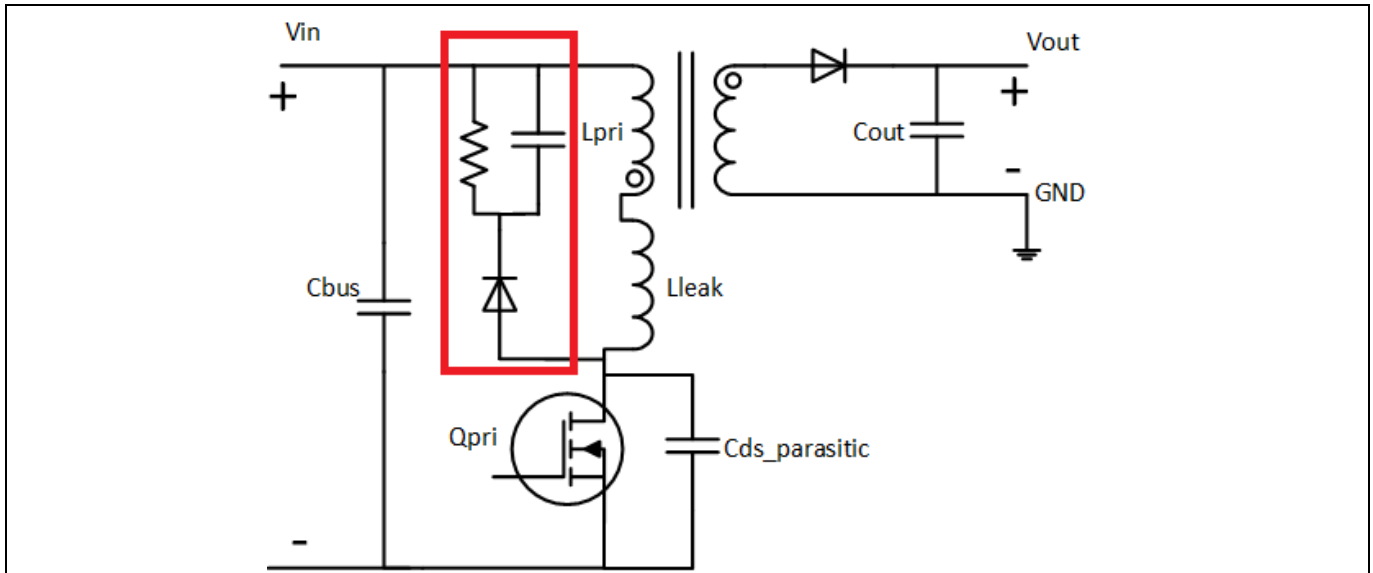 Vin
Vout
+
+
Lpri
Cout
-
GND
Cbus
Lleak
Qpri
Cds_parasitic
-